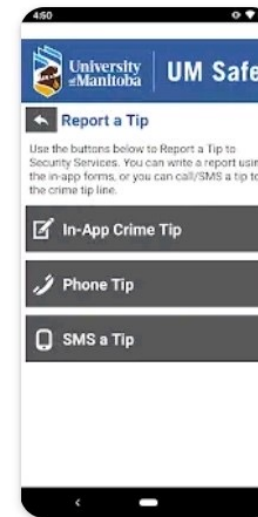 4:50
University
of Manitoba
UM Safe
Report a Tip
Use the buttons below to Report a Tip to
Security Services. You can write a report usin
the in-app forms, or you can call/SMS a tip to
the crime tip line.
In-App Crime Tip
Phone Tip
SMS a Tip